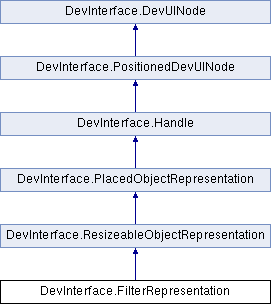 DevInterface.DevUINode
DevInterface.PositionedDevUINode
DevInterface.Handle
DevInterface.PlacedObjectRepresentation
DevInterface.ResizeableObjectRepresentation
DevInterface.FilterRepresentation